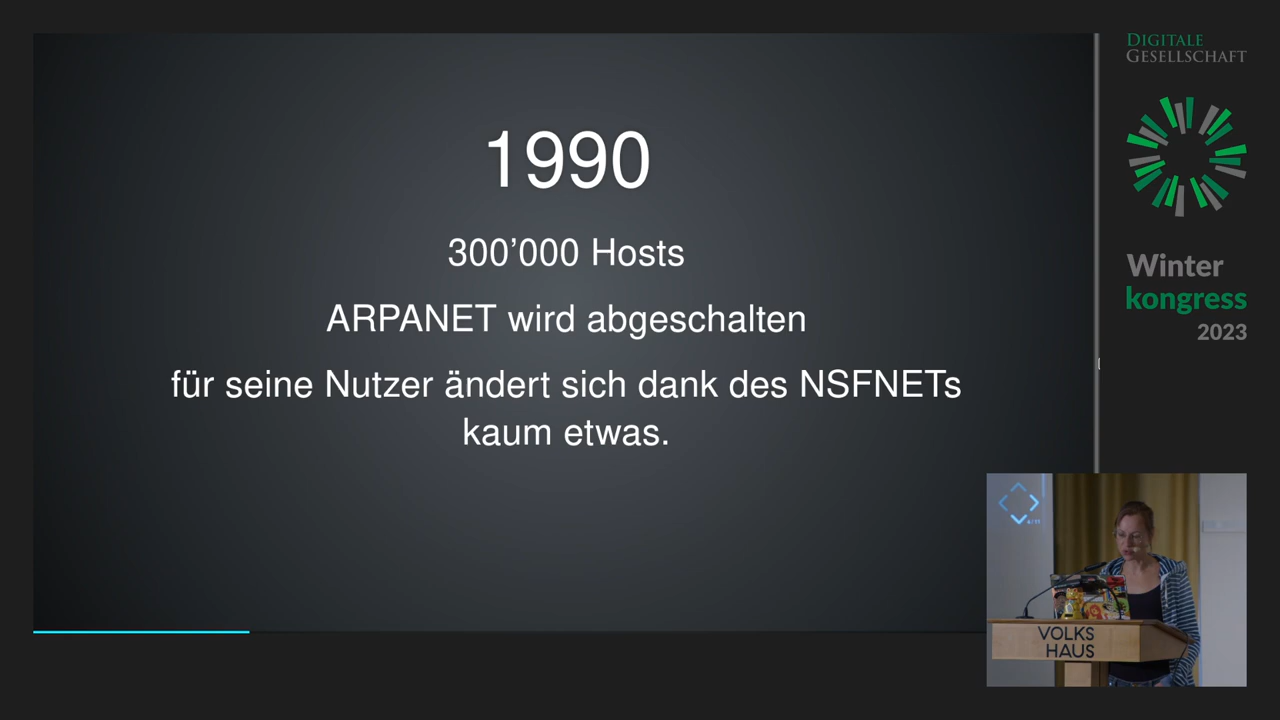 1990
300’000 Hosts
ARPANET wird abgeschalten
für seine Nutzer ändert sich dank des NSFNETs
kaum etwas.
DIGITALE
GESELLSCHAFT
Winter
kongress
2023
VOLKS
HAUS